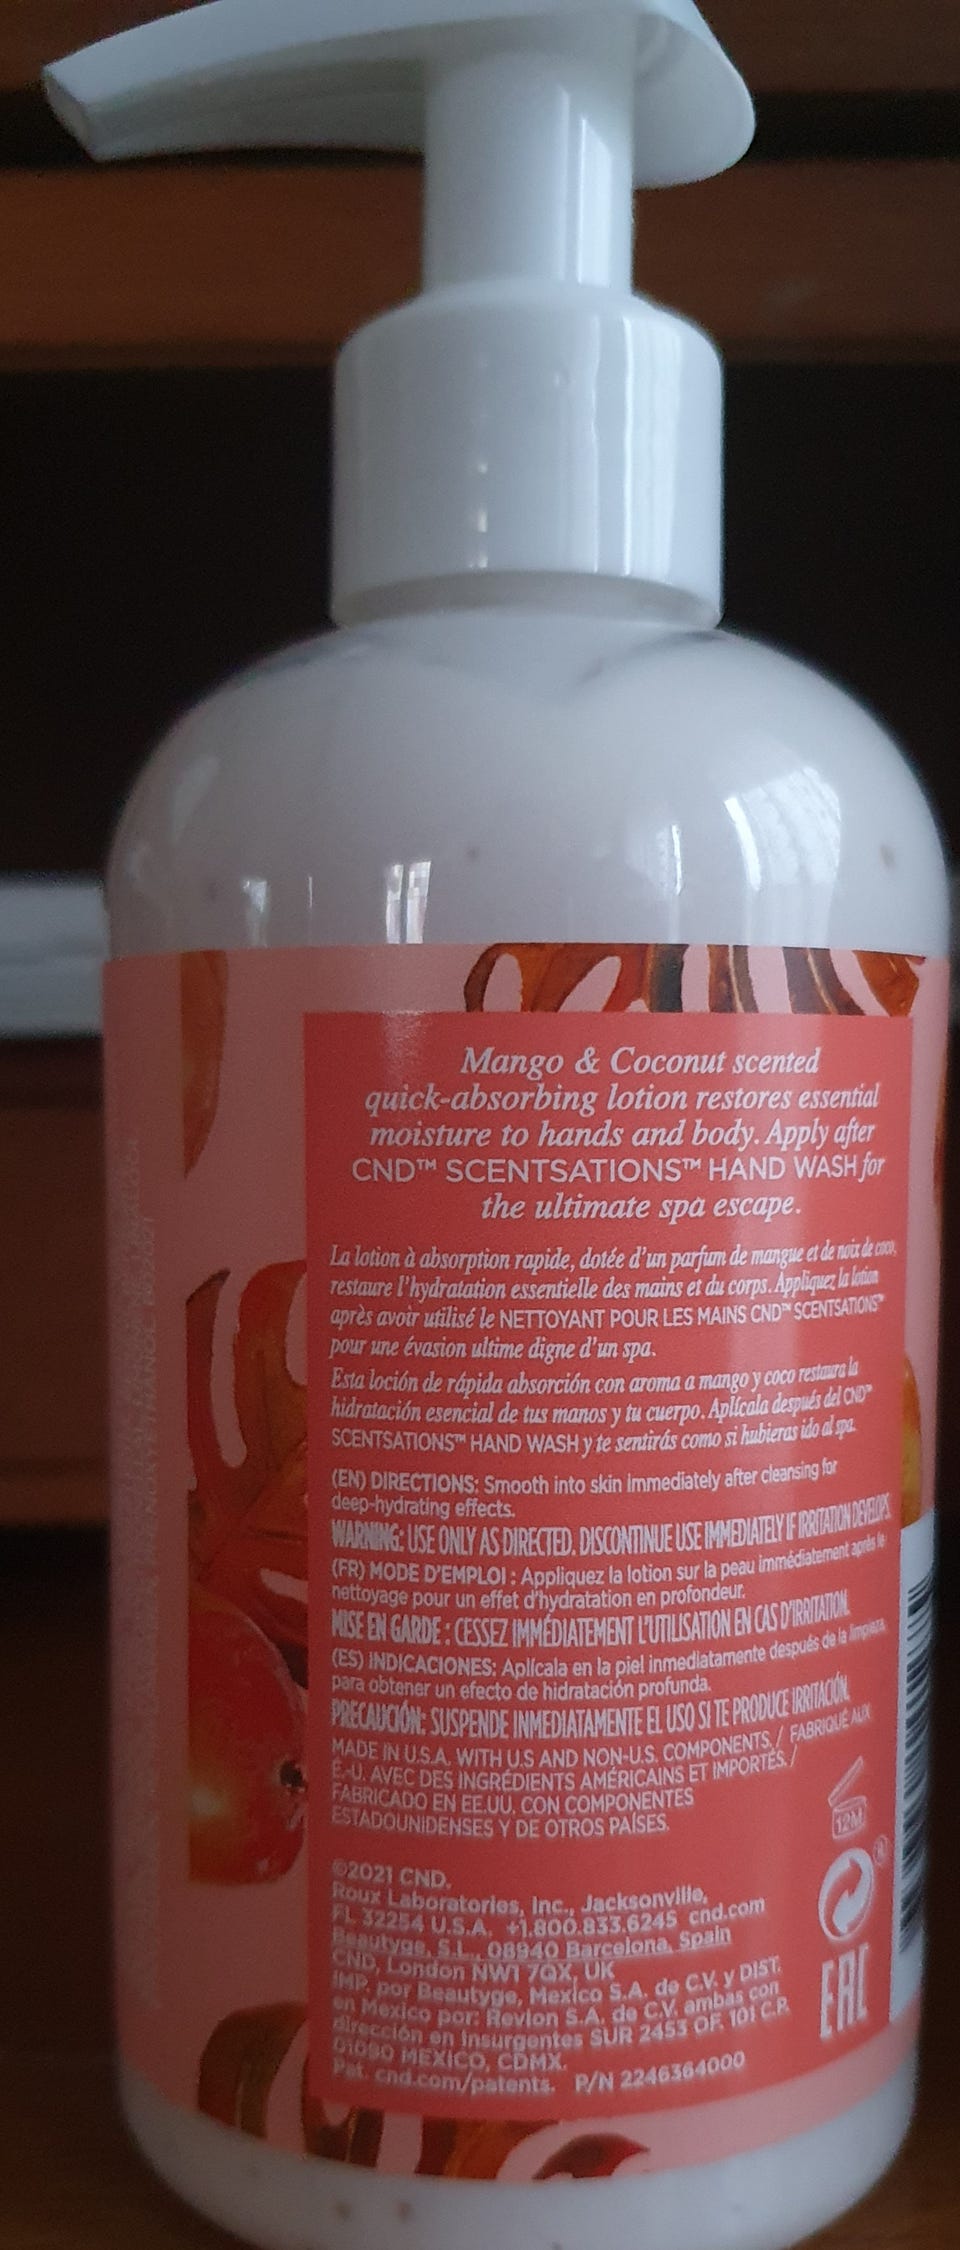 Mango & Coconut scented
quick-absorbing lotion restores essential
moisture to hands and body. Apply after
CND™ SCENTSATIONS™ HAND WASH for
the ultimate spa escape.
La lotion à absorption rapide, dotée d'un parfum de mangue et de noix de coco,
restaure l'hydratation essentielle des mains et du corps. Appliquez la lotion
après avoir utilisé le NETTOYANT POUR LES MAINS CND™ SCENTSATIONS™
pour une évasion ultime digne d'un spa.
Esta loción de rápida absorción con aroma a mango y coco restaura la
hidratación esencial de tus manos y tu cuerpo. Aplícala después del CND™
SCENTSATIONS™ HAND WASH y te sentirás como si hubieras ido al spa.
(EN) DIRECTIONS: Smooth into skin immediately after cleansing for
deep-hydrating effects.
WARNING: USE ONLY AS DIRECTED. DISCONTINUE USE IMMEDIATELY IF IRRITATION DEVELOPS.
(FR) MODE D'EMPLOI : Appliquez la lotion sur la peau immédiatement après le
nettoyage pour un effet d'hydratation en profondeur.
MISE EN GARDE : CESSEZ IMMÉDIATEMENT L'UTILISATION EN CAS D'IRRITATION.
(ES) INDICACIONES: Aplícala en la piel inmediatamente después de la limpieza
para obtener un efecto de hidratación profunda.
PRECAUCIÓN: SUSPENDE INMEDIATAMENTE EL USO SI TE PRODUCE IRRITACIÓN.
MADE IN U.S.A. WITH U.S AND NON-U.S. COMPONENTS. / FABRIQUÉ AUX
É.-U. AVEC DES INGRÉDIENTS AMÉRICAINS ET IMPORTÉS. /
FABRICADO EN EE.UU. CON COMPONENTES
ESTADOUNIDENSES Y DE OTROS PAÍSES.
12M
©2021 CND.
Roux Laboratories, Inc., Jacksonville,
FL 32254 U.S.A. +1.800.833.6245 cnd.com
Beautyge, S.L., 08940 Barcelona, Spain
CND, London NW1 7QX, UK
IMP. por Beautyge, Mexico S.A. de C.V. y DIST.
en Mexico por: Revlon S.A. de C.V. ambas con
dirección en Insurgentes SUR 2453 OF. 101 C.P.
01090 MEXICO, CDMX.
Pat. cnd.com/patents. P/N 2246364000
EAC